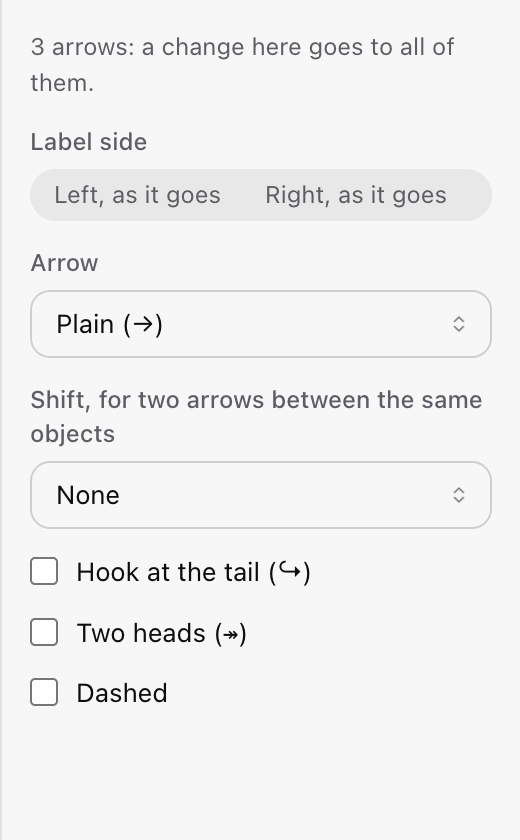 3 arrows: a change here goes to all of
them.
Label side
Left, as it goes Right, as it goes
Arrow
Plain (→)
Shift, for two arrows between the same
objects
None
Hook at the tail (↪)
Two heads (↠)
Dashed